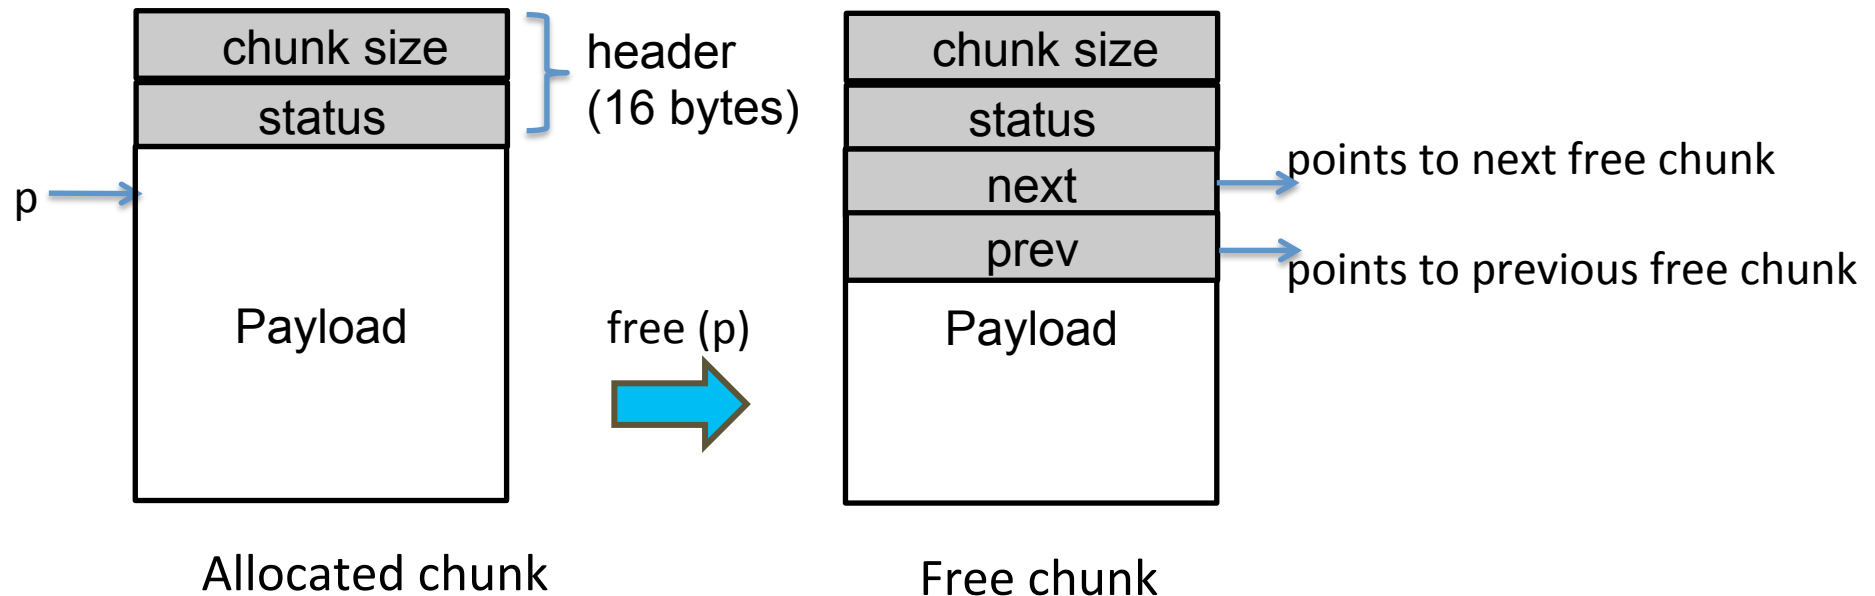 chunk size
status
header
(16 bytes)
p
Payload
Allocated chunk
free (p)
chunk size
status
next
prev
Payload
points to next free chunk
points to previous free chunk
Free chunk